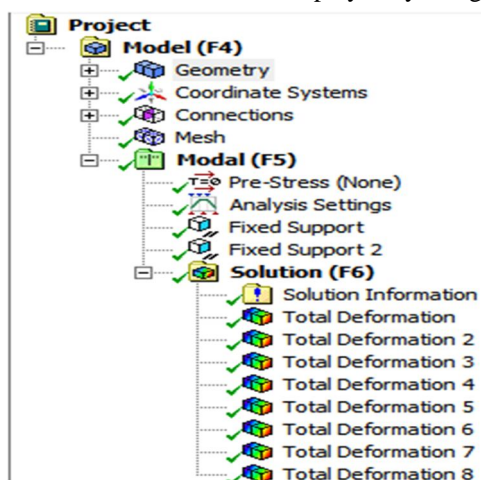 Project
Model (F4)
Geometry
Coordinate Systems
Connections
Mesh
Modal (F5)
T=0 Pre-Stress (None)
Analysis Settings
Fixed Support
Fixed Support 2
Solution (F6)
Solution Information
Total Deformation
Total Deformation 2
Total Deformation 3
Total Deformation 4
Total Deformation 5
Total Deformation 6
Total Deformation 7
Total Deformation 8